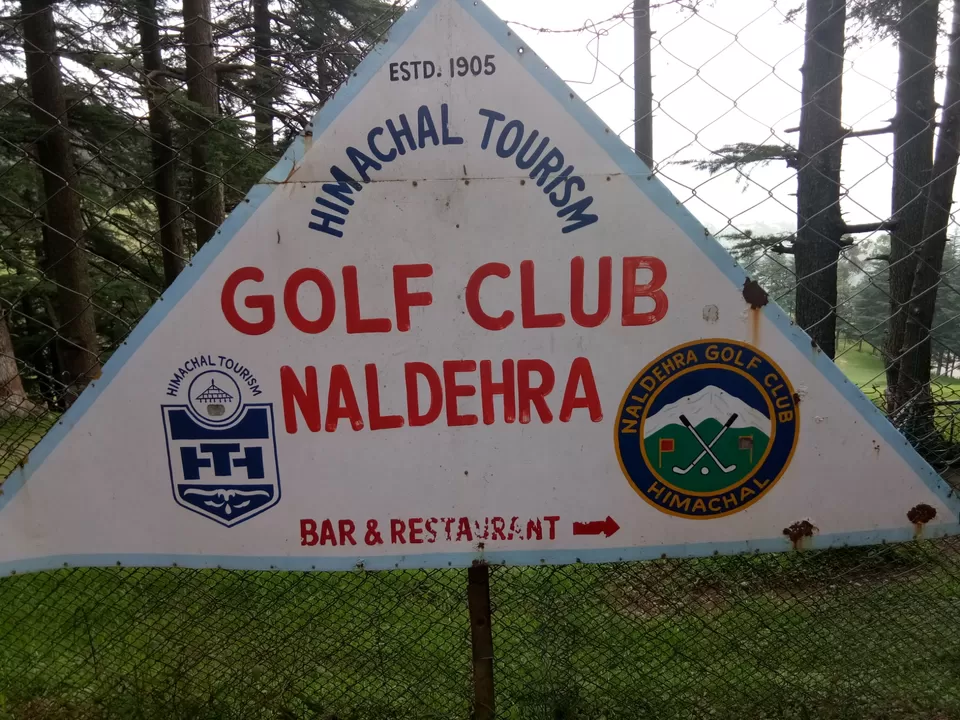 ESTD. 1905
HIMACHAL TOURISM
GOLF CLUB
NALDEHRA
HIMACHAL TOURISM
HTH
NALDEHRA GOLF CLUB
HIMACHAL
BAR & RESTAURANT